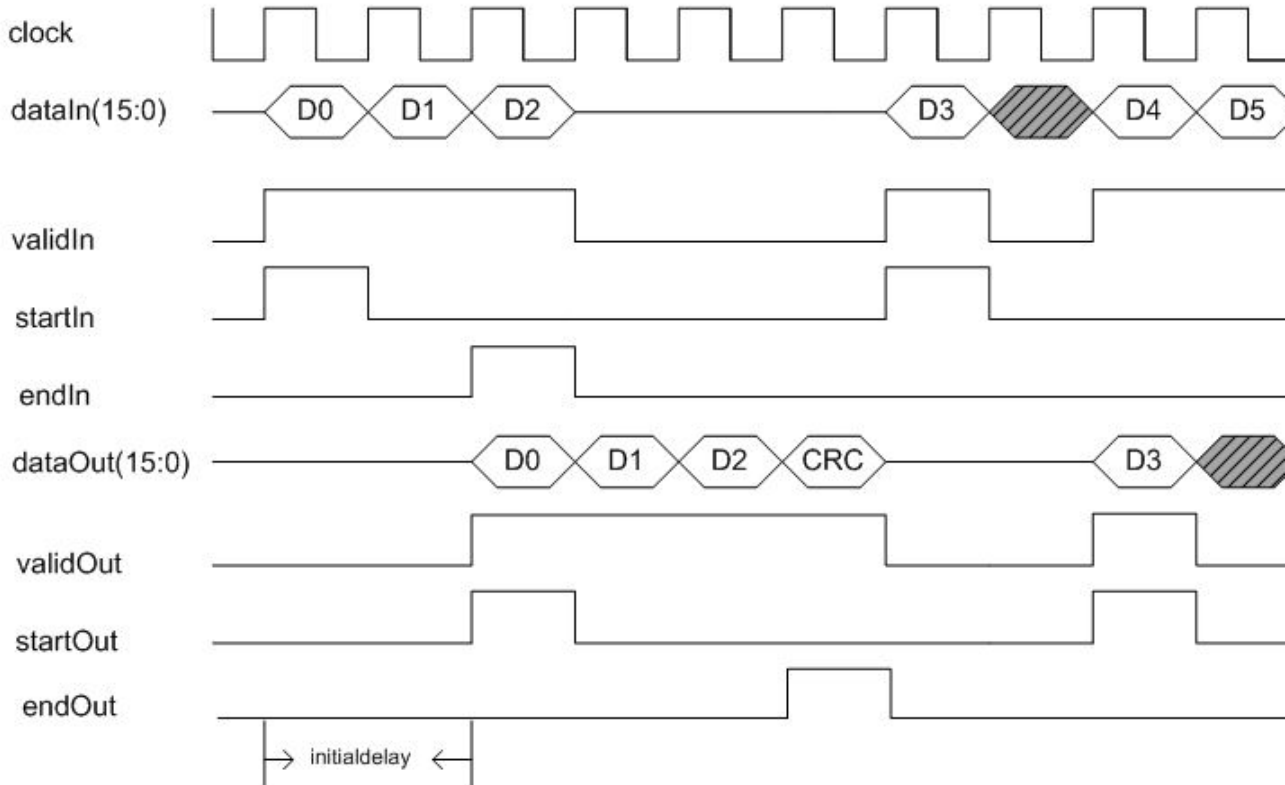 clock
dataIn(15:0) D0 D1 D2 D3 D4 D5
validIn
startIn
endIn
dataOut(15:0) D0 D1 D2 CRC D3
validOut
startOut
endOut
initialdelay